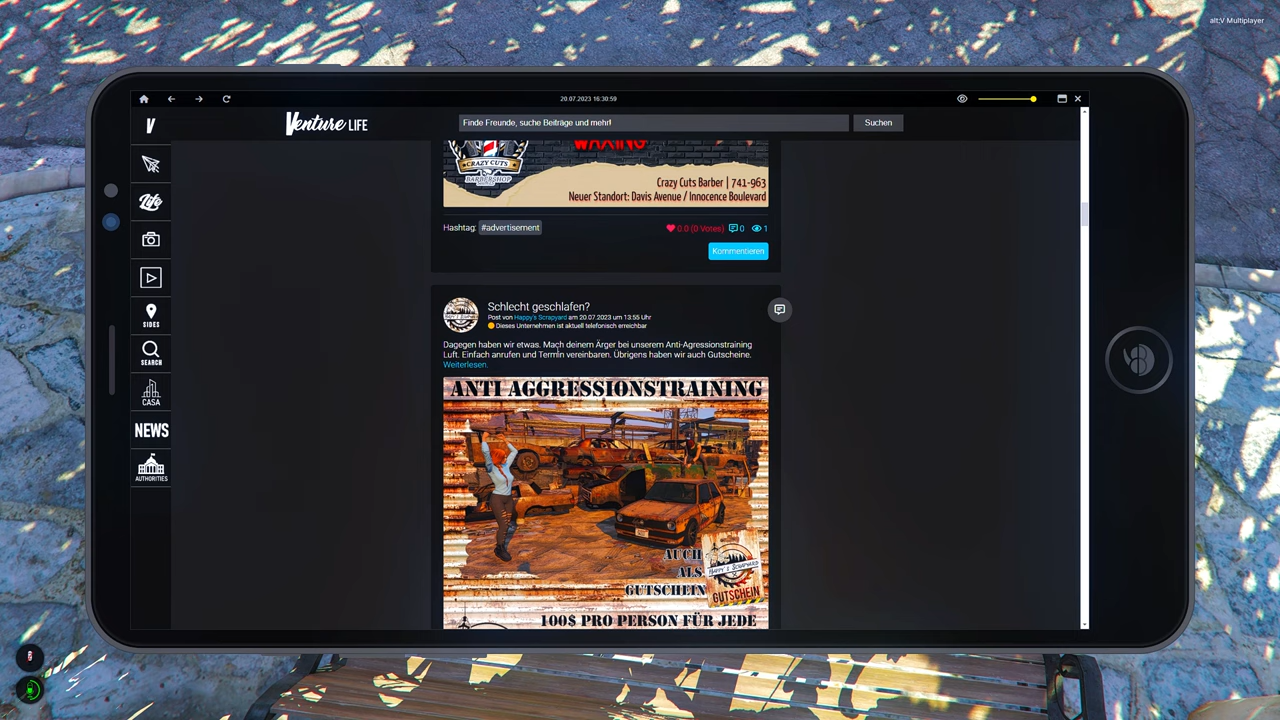 alt:V Multiplayer
20.07.2023 16:30:59
V
Venture LIFE
Finde Freunde, suche Beiträge und mehr!
Suchen
Life
SIDES
SEARCH
CASA
NEWS
AUTHORITIES
WAXING
CRAZY CUTS
BARBERSHOP
Crazy Cuts Barber | 741-963
Neuer Standort: Davis Avenue / Innocence Boulevard
Hashtag: #advertisement
0.0 (0 Votes) 0 1
Kommentieren
Schlecht geschlafen?
Post von Happy's Scrapyard am 20.07.2023 um 13:55 Uhr
Dieses Unternehmen ist aktuell telefonisch erreichbar
Dagegen haben wir etwas. Mach deinem Ärger bei unserem Anti-Agressionstraining
Luft. Einfach anrufen und Termin vereinbaren. Übrigens haben wir auch Gutscheine.
Weiterlesen.
ANTI AGGRESSIONSTRAINING
AUCH
ALS
GUTSCHEIN
HAPPY'S SCRAPYARD
GUTSCHEIN
100$ PRO PERSON FÜR JEDE